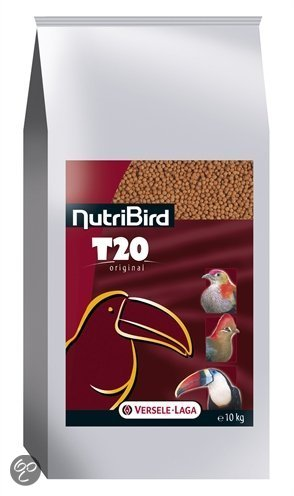 NutriBird
T20
original
VERSELE-LAGA
℮ 10 kg